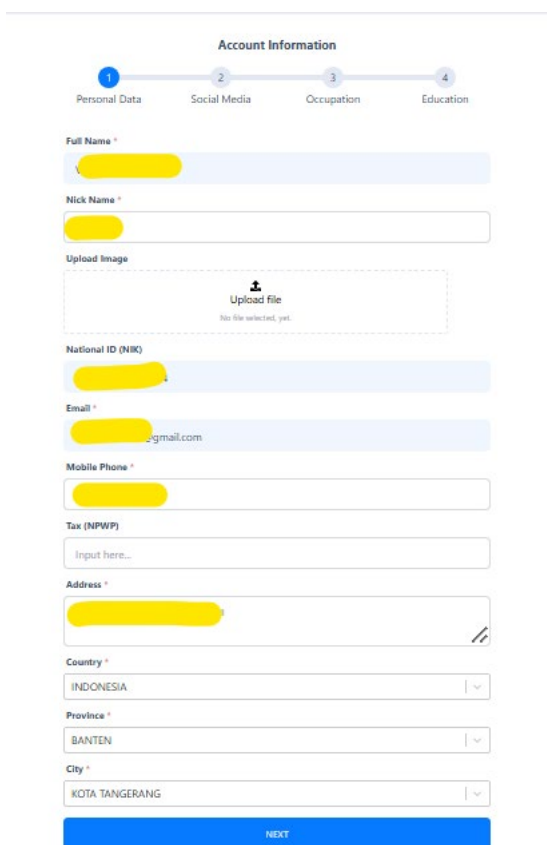 Account Information
1 2 3 4
Personal Data Social Media Occupation Education
Full Name *
Nick Name *
Upload Image
Upload file
No file selected, yet.
National ID (NIK)
Email *
@gmail.com
Mobile Phone *
Tax (NPWP)
Input here...
Address *
Country *
INDONESIA
Province *
BANTEN
City *
KOTA TANGERANG
NEXT